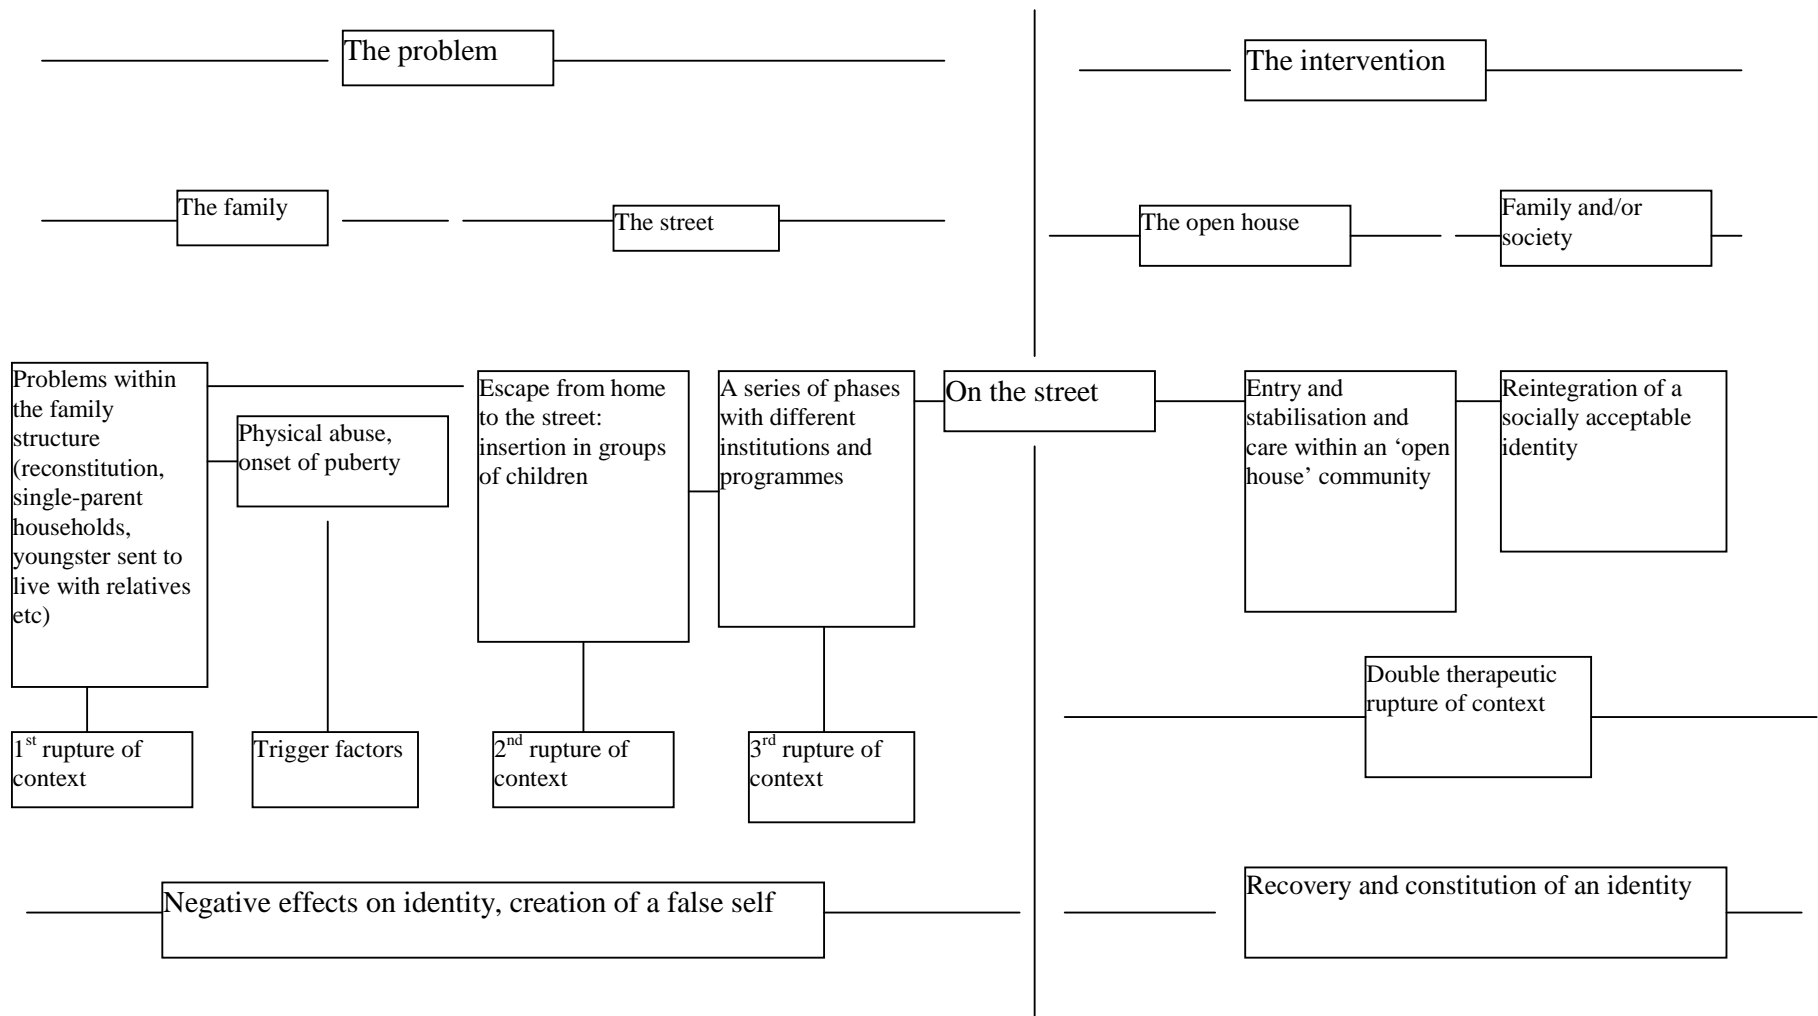 The problem
The intervention
The family
The street
The open house
Family and/or
society
Problems within
the family
structure
(reconstitution,
single-parent
households,
youngster sent to
live with relatives
etc)
Physical abuse,
onset of puberty
Escape from home
to the street:
insertion in groups
of children
A series of phases
with different
institutions and
programmes
On the street
Entry and
stabilisation and
care within an ‘open
house’ community
Reintegration of a
socially acceptable
identity
Double therapeutic
rupture of context
1st rupture of
context
Trigger factors
2nd rupture of
context
3rd rupture of
context
Negative effects on identity, creation of a false self
Recovery and constitution of an identity